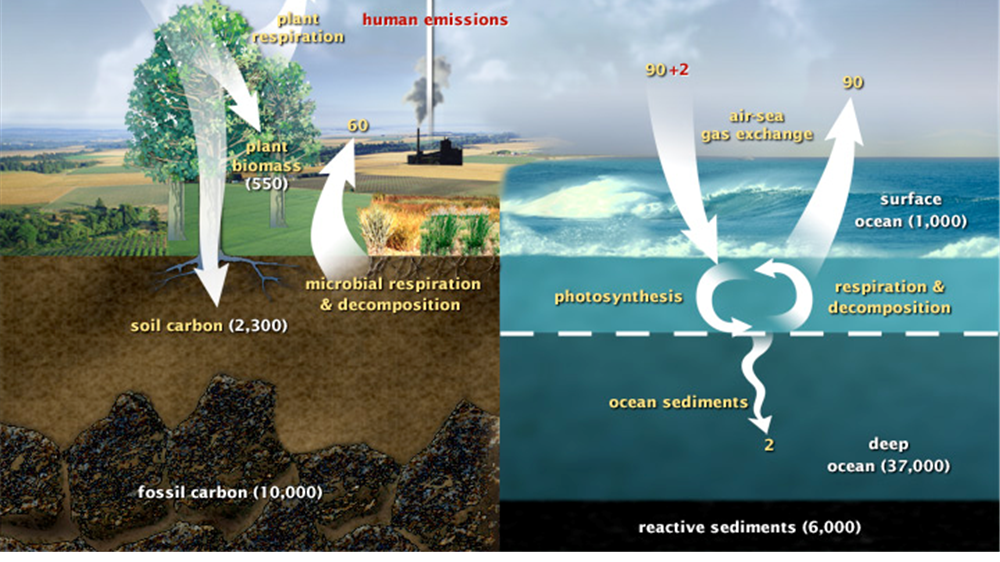 plant
respiration
human emissions
60
plant
biomass
(550)
microbial respiration
& decomposition
soil carbon (2,300)
fossil carbon (10,000)
90 +2
90
air-sea
gas exchange
surface
ocean (1,000)
photosynthesis
respiration &
decomposition
ocean sediments
2
deep
ocean (37,000)
reactive sediments (6,000)